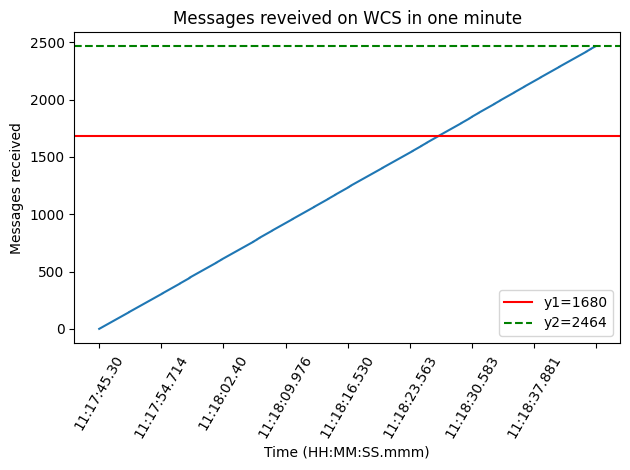 Messages reveived on WCS in one minute
Messages received
2500
2000
1500
1000
500
0
y1=1680
y2=2464
11:17:45.30
11:17:54.714
11:18:02.40
11:18:09.976
11:18:16.530
11:18:23.563
11:18:30.583
11:18:37.881
Time (HH:MM:SS.mmm)